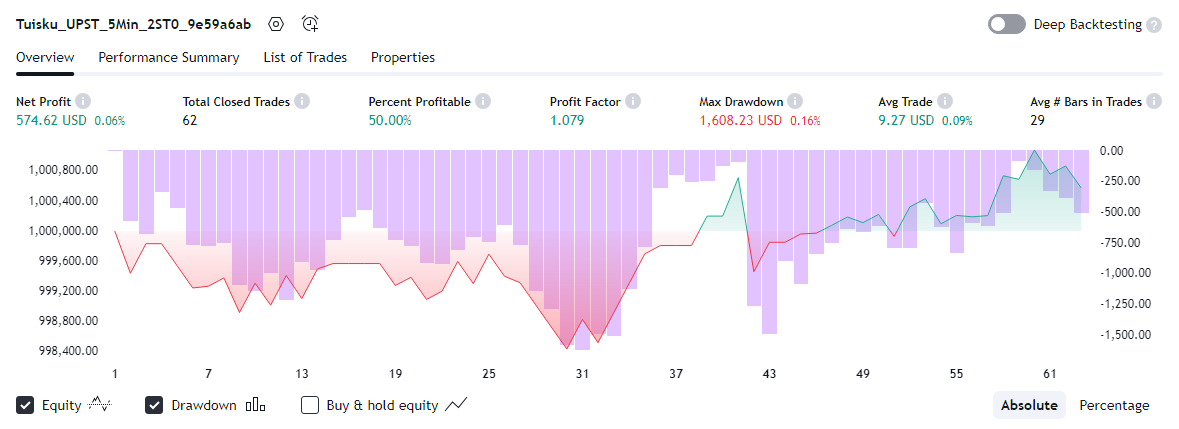 Tuisku_UPST_5Min_2ST0_9e59a6ab Deep Backtesting ?
Overview Performance Summary List of Trades Properties
Net Profit i Total Closed Trades i Percent Profitable i Profit Factor i Max Drawdown i Avg Trade i Avg # Bars in Trades i
574.62 USD 0.06% 62 50.00% 1.079 1,608.23 USD 0.16% 9.27 USD 0.09% 29
0.00
1,000,800.00 -250.00
1,000,400.00 -500.00
1,000,000.00 -750.00
999,600.00 -1,000.00
999,200.00 -1,250.00
998,800.00 -1,500.00
998,400.00
1 7 13 19 25 31 37 43 49 55 61
Equity Drawdown Buy & hold equity Absolute Percentage